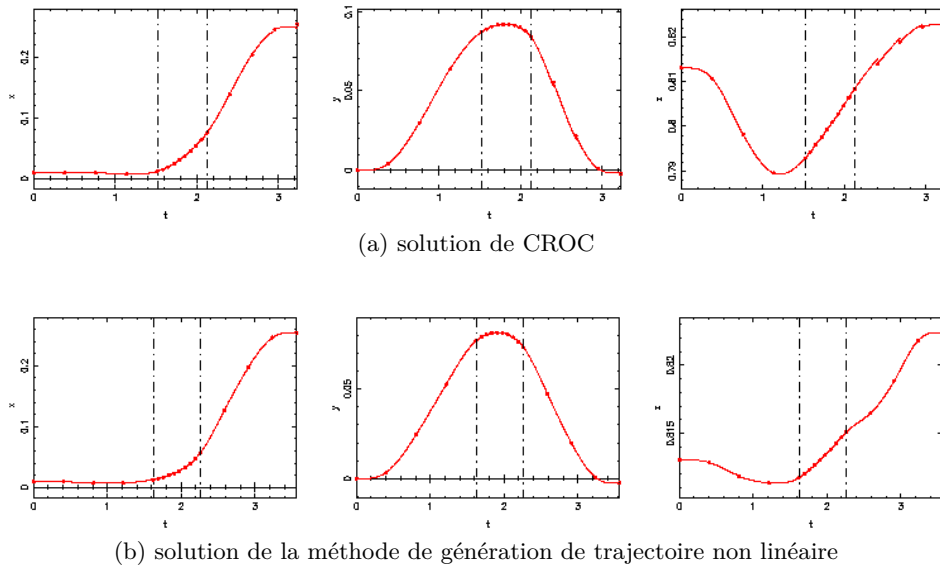 0.2
0.1
0
x
0 1 2 3
t
0.1
0.05
0
y
0 1 2 3
t
0.82
0.81
0.8
0.79
z
0 1 2 3
t
(a) solution de CROC
0.2
0.1
0
x
0 1 2 3
t
0.05
0
y
0 1 2 3
t
0.82
0.815
z
0 1 2 3
t
(b) solution de la méthode de génération de trajectoire non linéaire